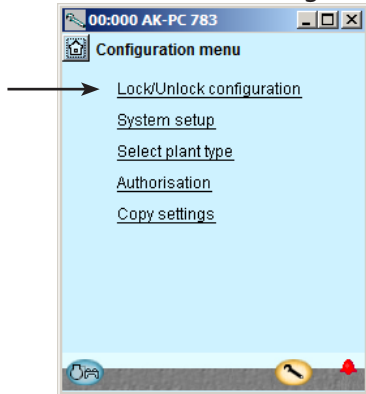 00:000 AK-PC 783
Configuration menu
Lock/Unlock configuration
System setup
Select plant type
Authorisation
Copy settings